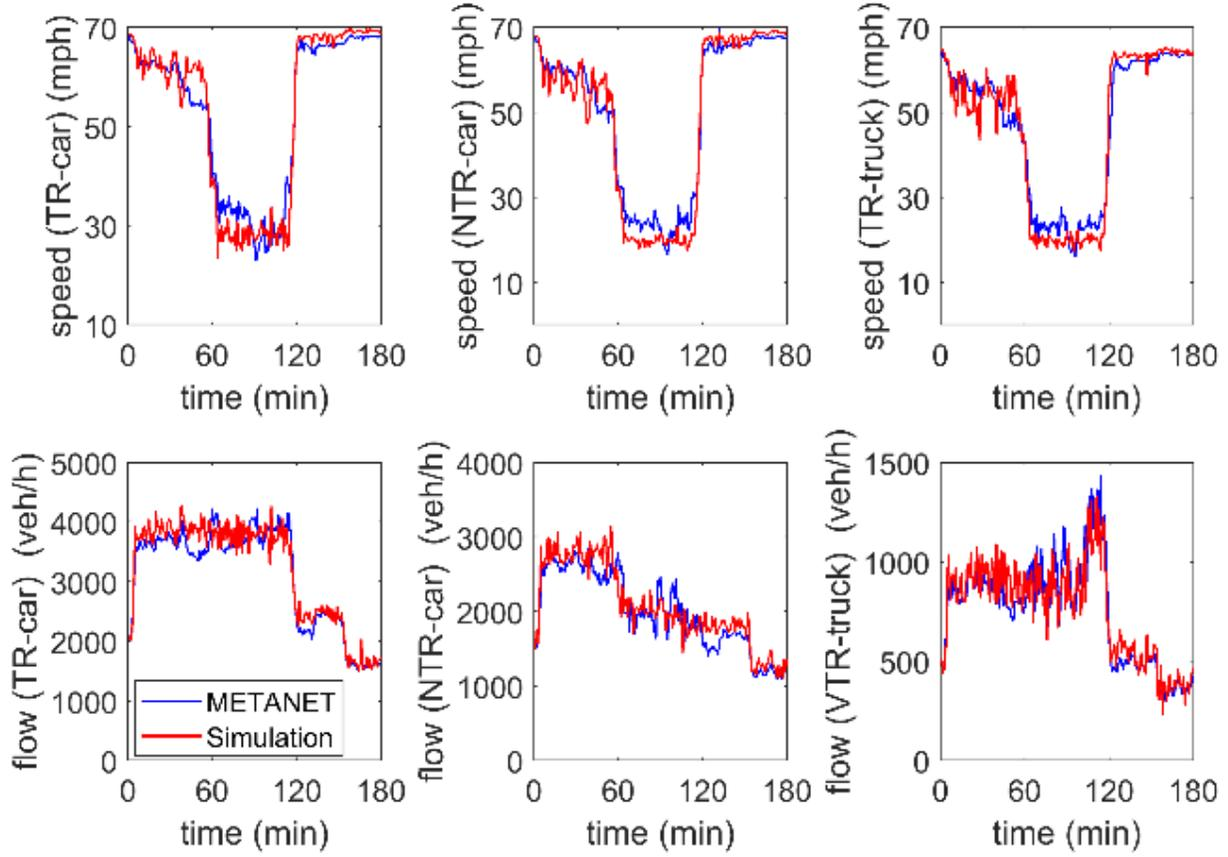 speed (TR-car) (mph)
70
50
30
10
0 60 120 180
time (min)
speed (NTR-car) (mph)
70
50
30
10
0 60 120 180
time (min)
speed (TR-truck) (mph)
70
50
30
10
0 60 120 180
time (min)
flow (TR-car) (veh/h)
5000
4000
3000
2000
1000
0
METANET
Simulation
0 60 120 180
time (min)
flow (NTR-car) (veh/h)
4000
3000
2000
1000
0
0 60 120 180
time (min)
flow (VTR-truck) (veh/h)
1500
1000
500
0
0 60 120 180
time (min)